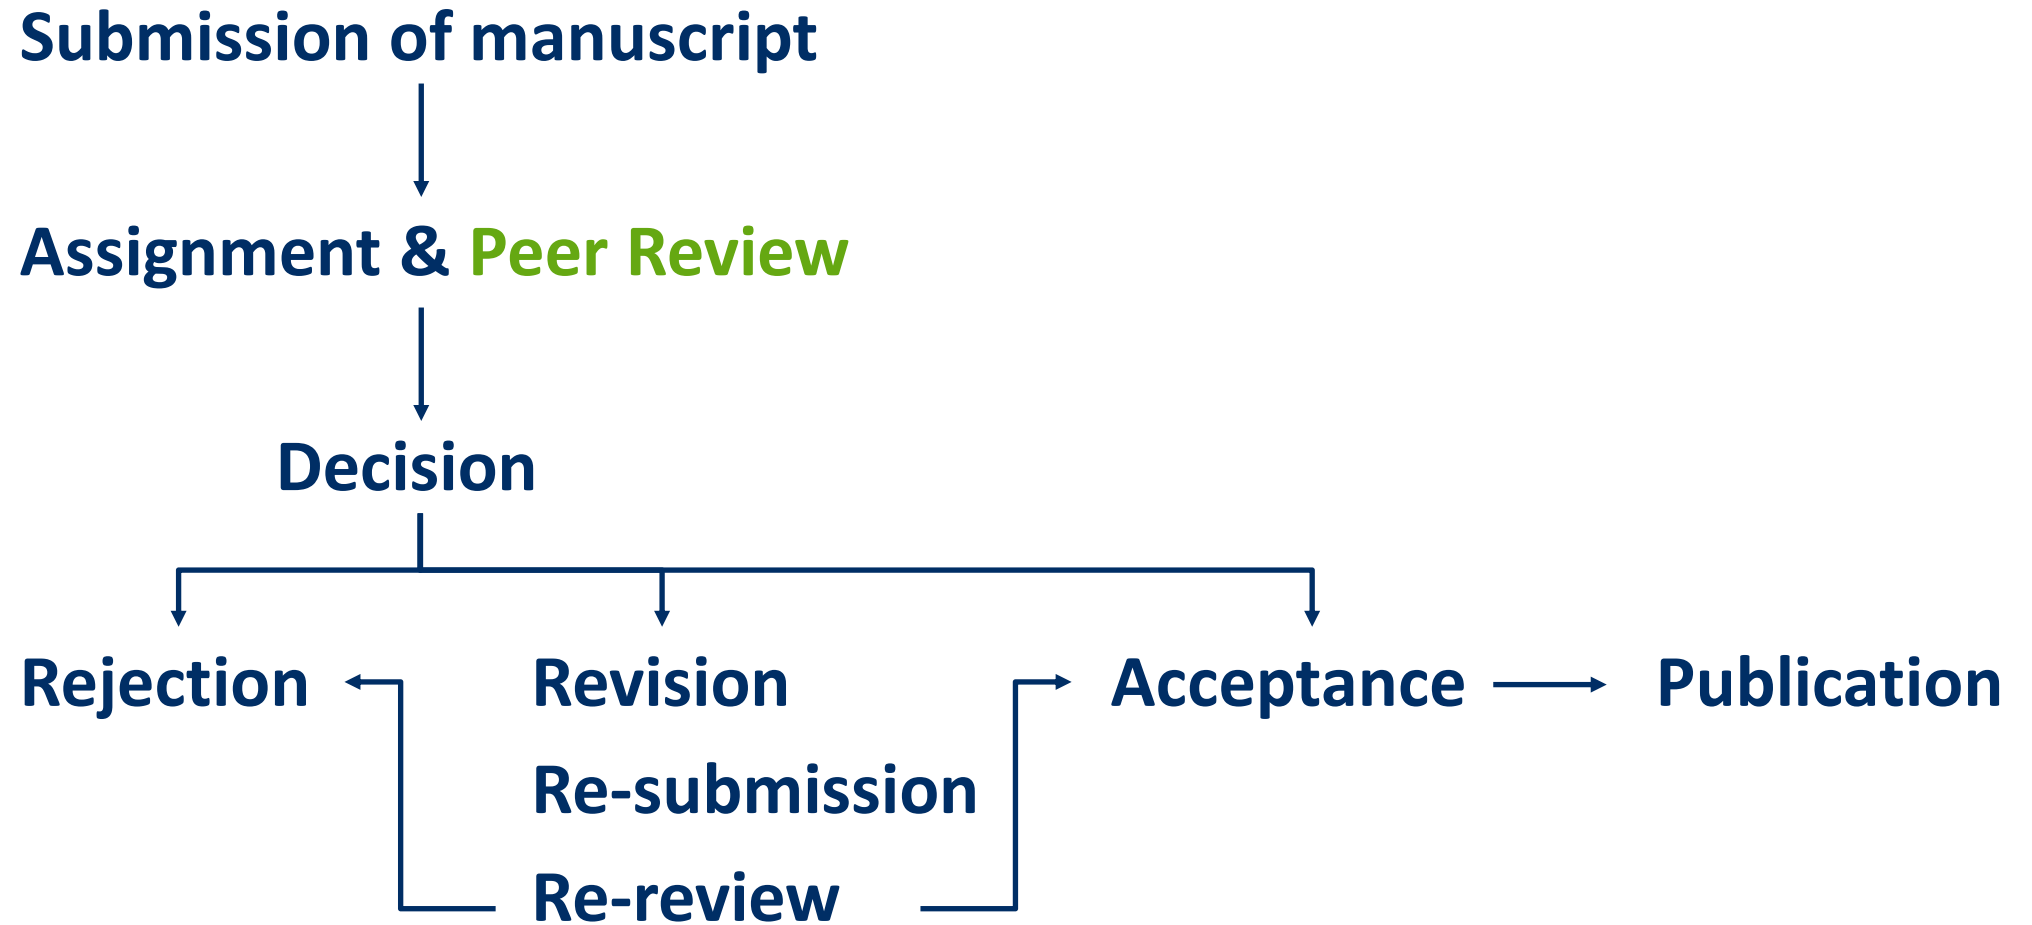 Submission of manuscript
Assignment & Peer Review
Decision
Rejection
Revision
Acceptance
Publication
Re-submission
Re-review